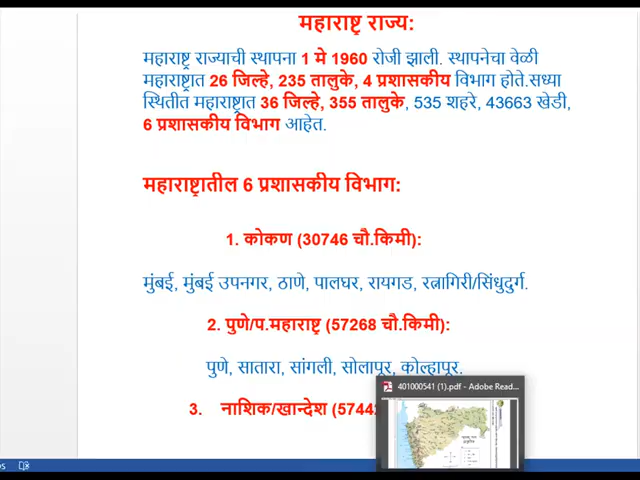 महाराष्ट्र राज्य:
महाराष्ट्र राज्याची स्थापना 1 मे 1960 रोजी झाली. स्थापनेचा वेळी
महाराष्ट्रात 26 जिल्हे, 235 तालुके, 4 प्रशासकीय विभाग होते.सध्या
स्थितीत महाराष्ट्रात 36 जिल्हे, 355 तालुके, 535 शहरे, 43663 खेडी,
6 प्रशासकीय विभाग आहेत.
महाराष्ट्रातील 6 प्रशासकीय विभाग:
1. कोकण (30746 चौ.किमी):
मुंबई, मुंबई उपनगर, ठाणे, पालघर, रायगड, रत्नागिरी/सिंधुदुर्ग.
2. पुणे/प.महाराष्ट्र (57268 चौ.किमी):
पुणे, सातारा, सांगली, सोलापूर, कोल्हापूर.
401000541 (1).pdf - Adobe Read...
3. नाशिक/खान्देश (5744